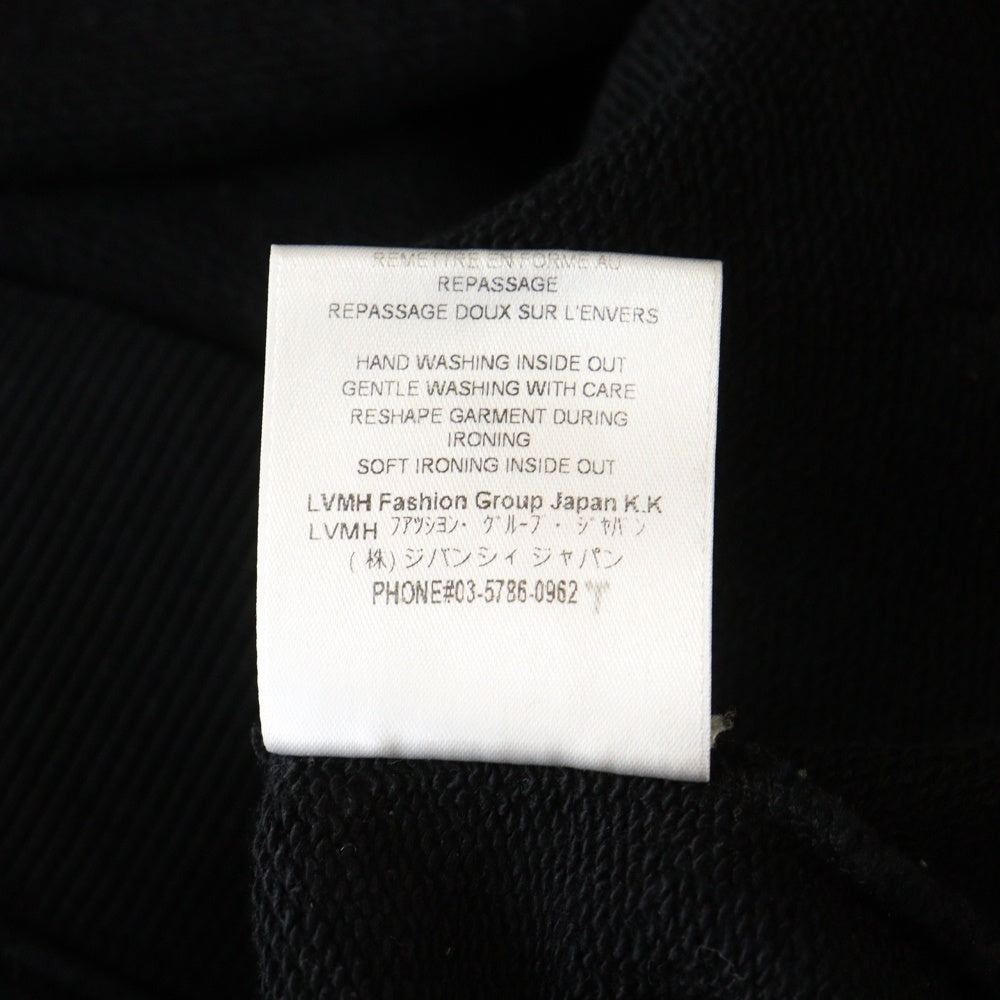 REMETTRE EN FORME AU
REPASSAGE
REPASSAGE DOUX SUR L'ENVERS
HAND WASHING INSIDE OUT
GENTLE WASHING WITH CARE
RESHAPE GARMENT DURING
IRONING
SOFT IRONING INSIDE OUT
LVMH Fashion Group Japan K.K
LVMH ファッション・グループ・ジャパン
(株)ジバンシィ ジャパン
PHONE#03-5786-0962